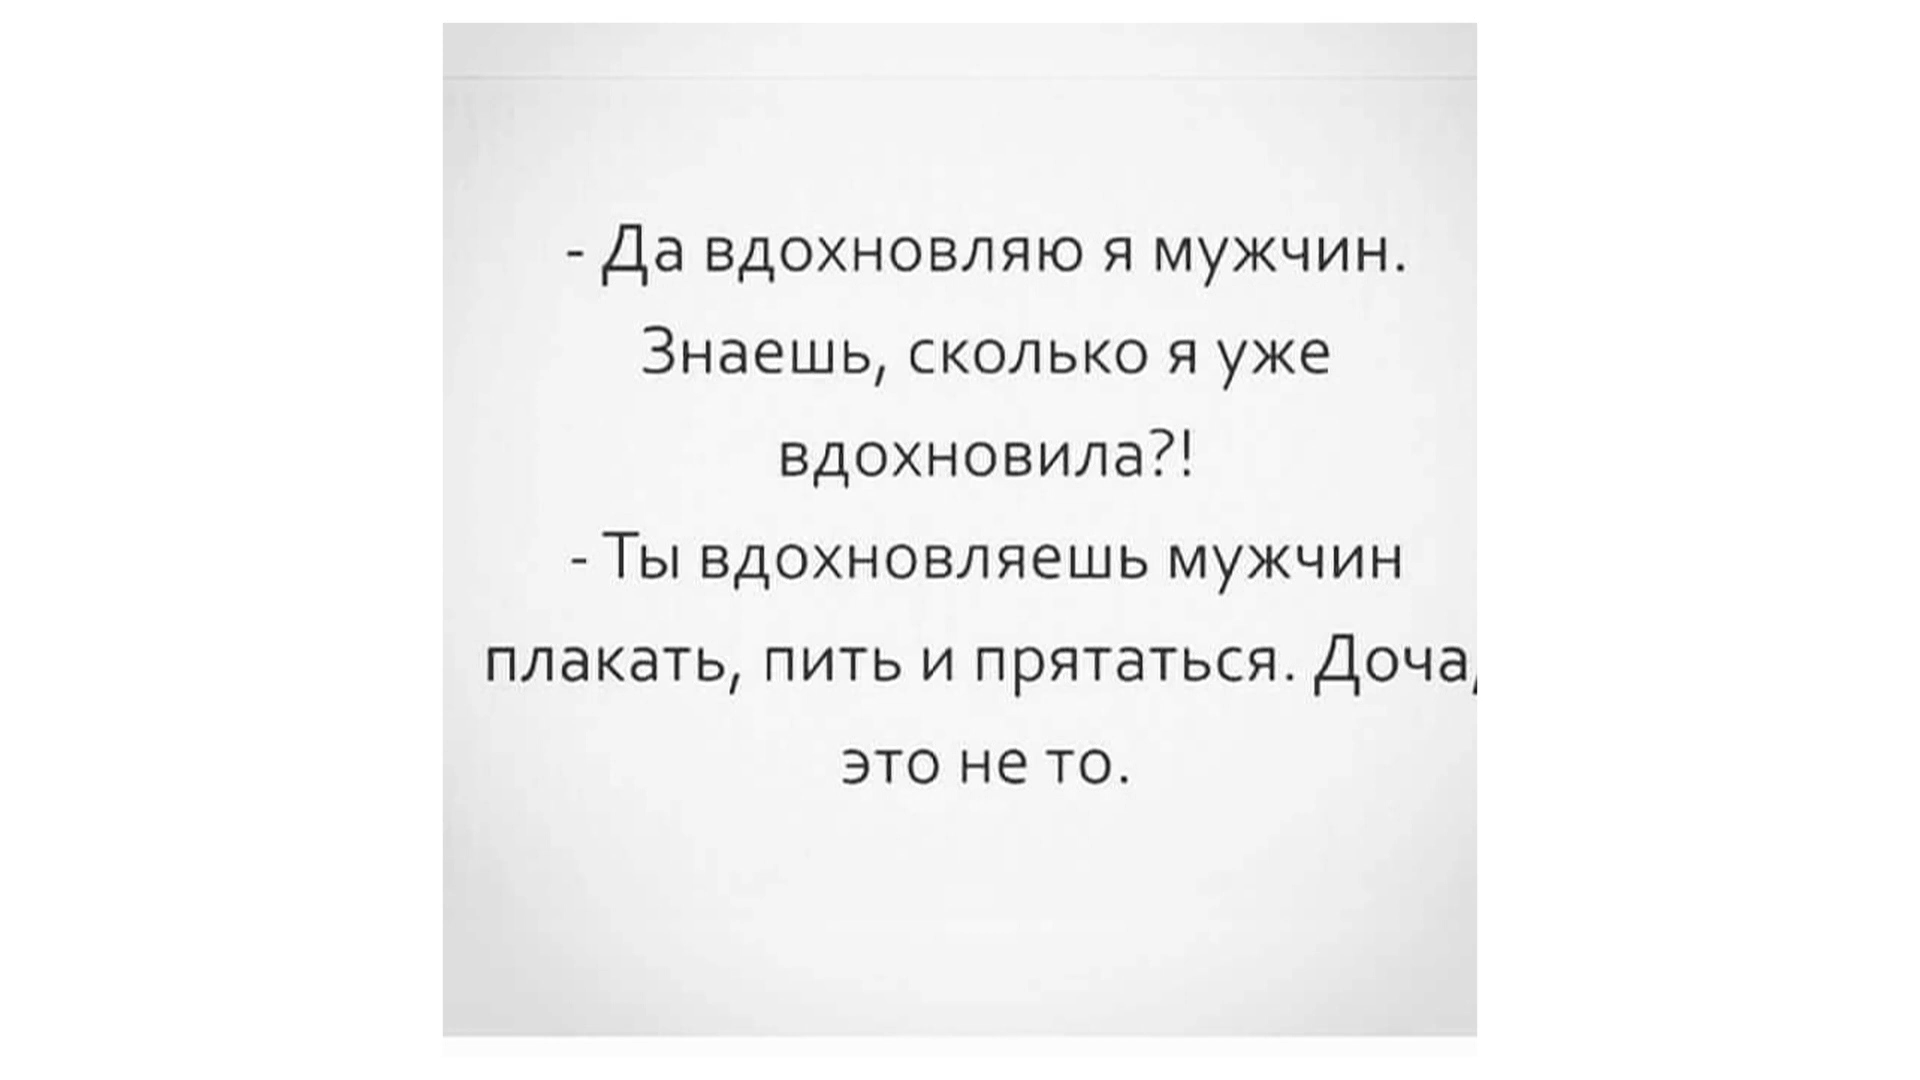 - Да вдохновляю я мужчин.
Знаешь, сколько я уже
вдохновила?!
- Ты вдохновляешь мужчин
плакать, пить и прятаться. Доча,
это не то.